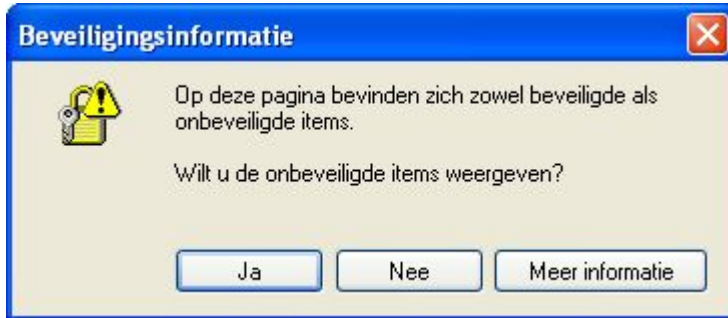 Beveiligingsinformatie
Op deze pagina bevinden zich zowel beveiligde als
onbeveiligde items.
Wilt u de onbeveiligde items weergeven?
Ja
Nee
Meer informatie